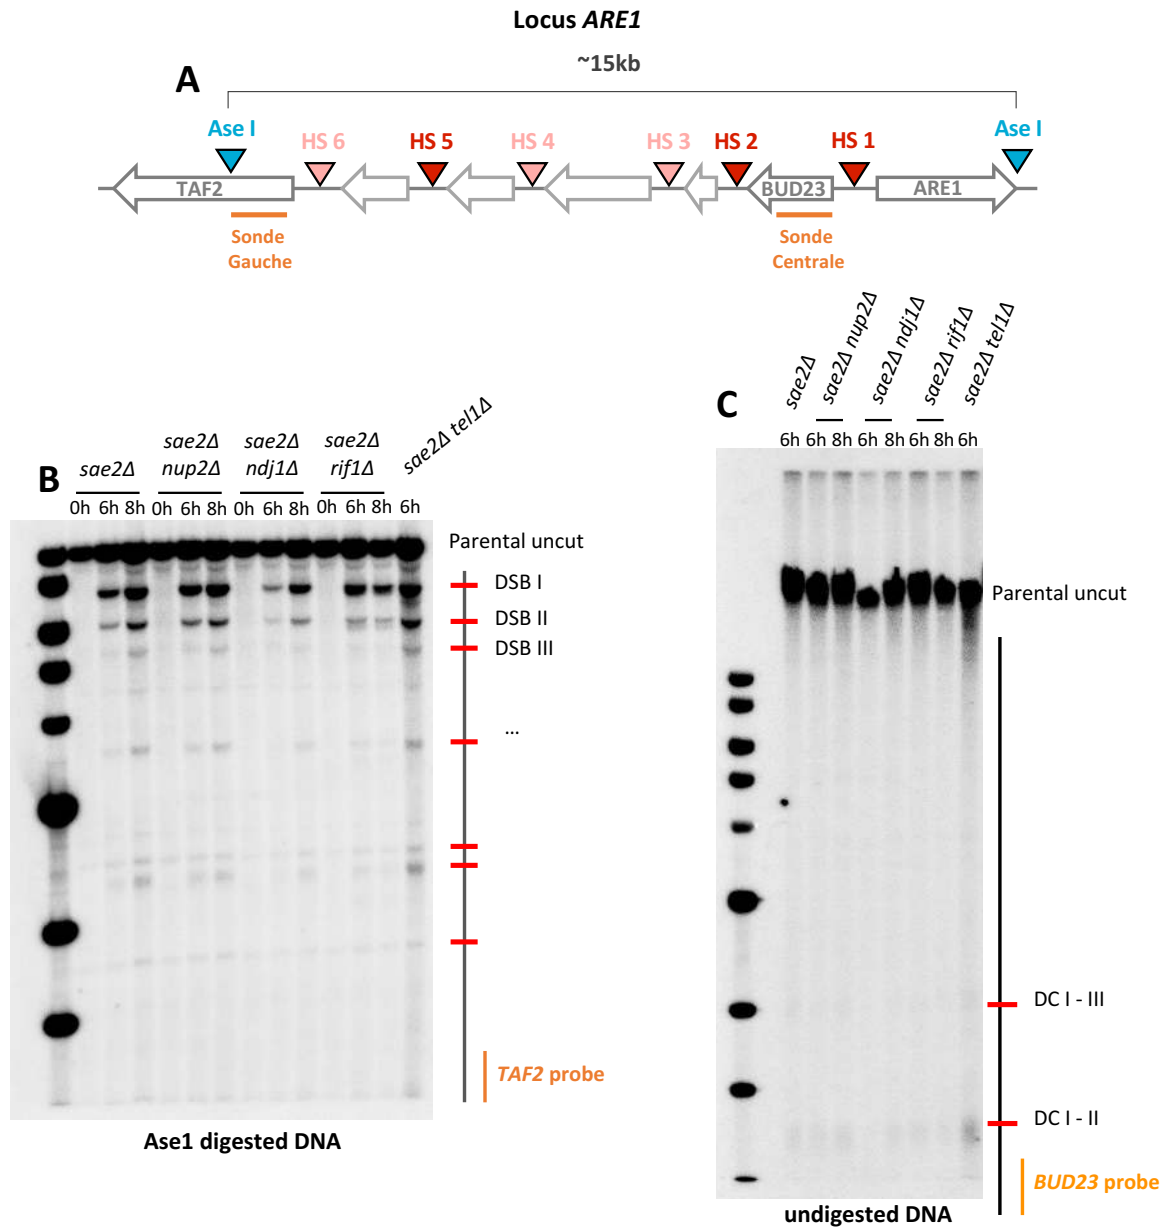 Locus ARE1
~15kb
A
Ase I
HS 6
HS 5
HS 4
HS 3
HS 2
HS 1
Ase I
TAF2
BUD23
ARE1
Sonde
Gauche
Sonde
Centrale
B
sae2Δ
sae2Δ
nup2Δ
sae2Δ
ndj1Δ
sae2Δ
rif1Δ
sae2Δ tel1Δ
0h 6h 8h 0h 6h 8h 0h 6h 8h 0h 6h 8h 6h
Parental uncut
DSB I
DSB II
DSB III
...
TAF2 probe
Ase1 digested DNA
C
sae2Δ
sae2Δ nup2Δ
sae2Δ ndj1Δ
sae2Δ rif1Δ
sae2Δ tel1Δ
6h 6h 8h 6h 8h 6h 8h 6h
Parental uncut
DC I - III
DC I - II
BUD23 probe
undigested DNA